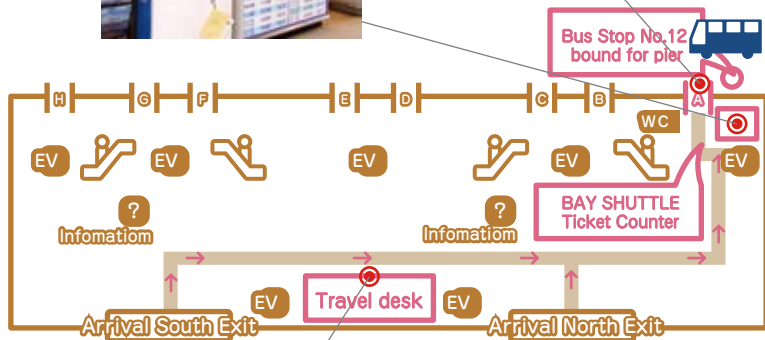 Bus Stop No.12
bound for pier
H
G
F
E
D
C
B
A
WC
EV
EV
EV
EV
EV
BAY SHUTTLE
Ticket Counter
?
Infomatiom
?
Infomatiom
EV
Travel desk
EV
Arrival South Exit
Arrival North Exit